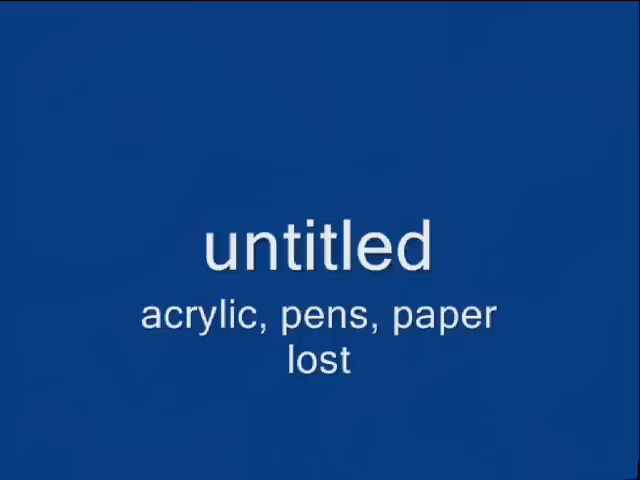 untitled
acrylic, pens, paper
lost